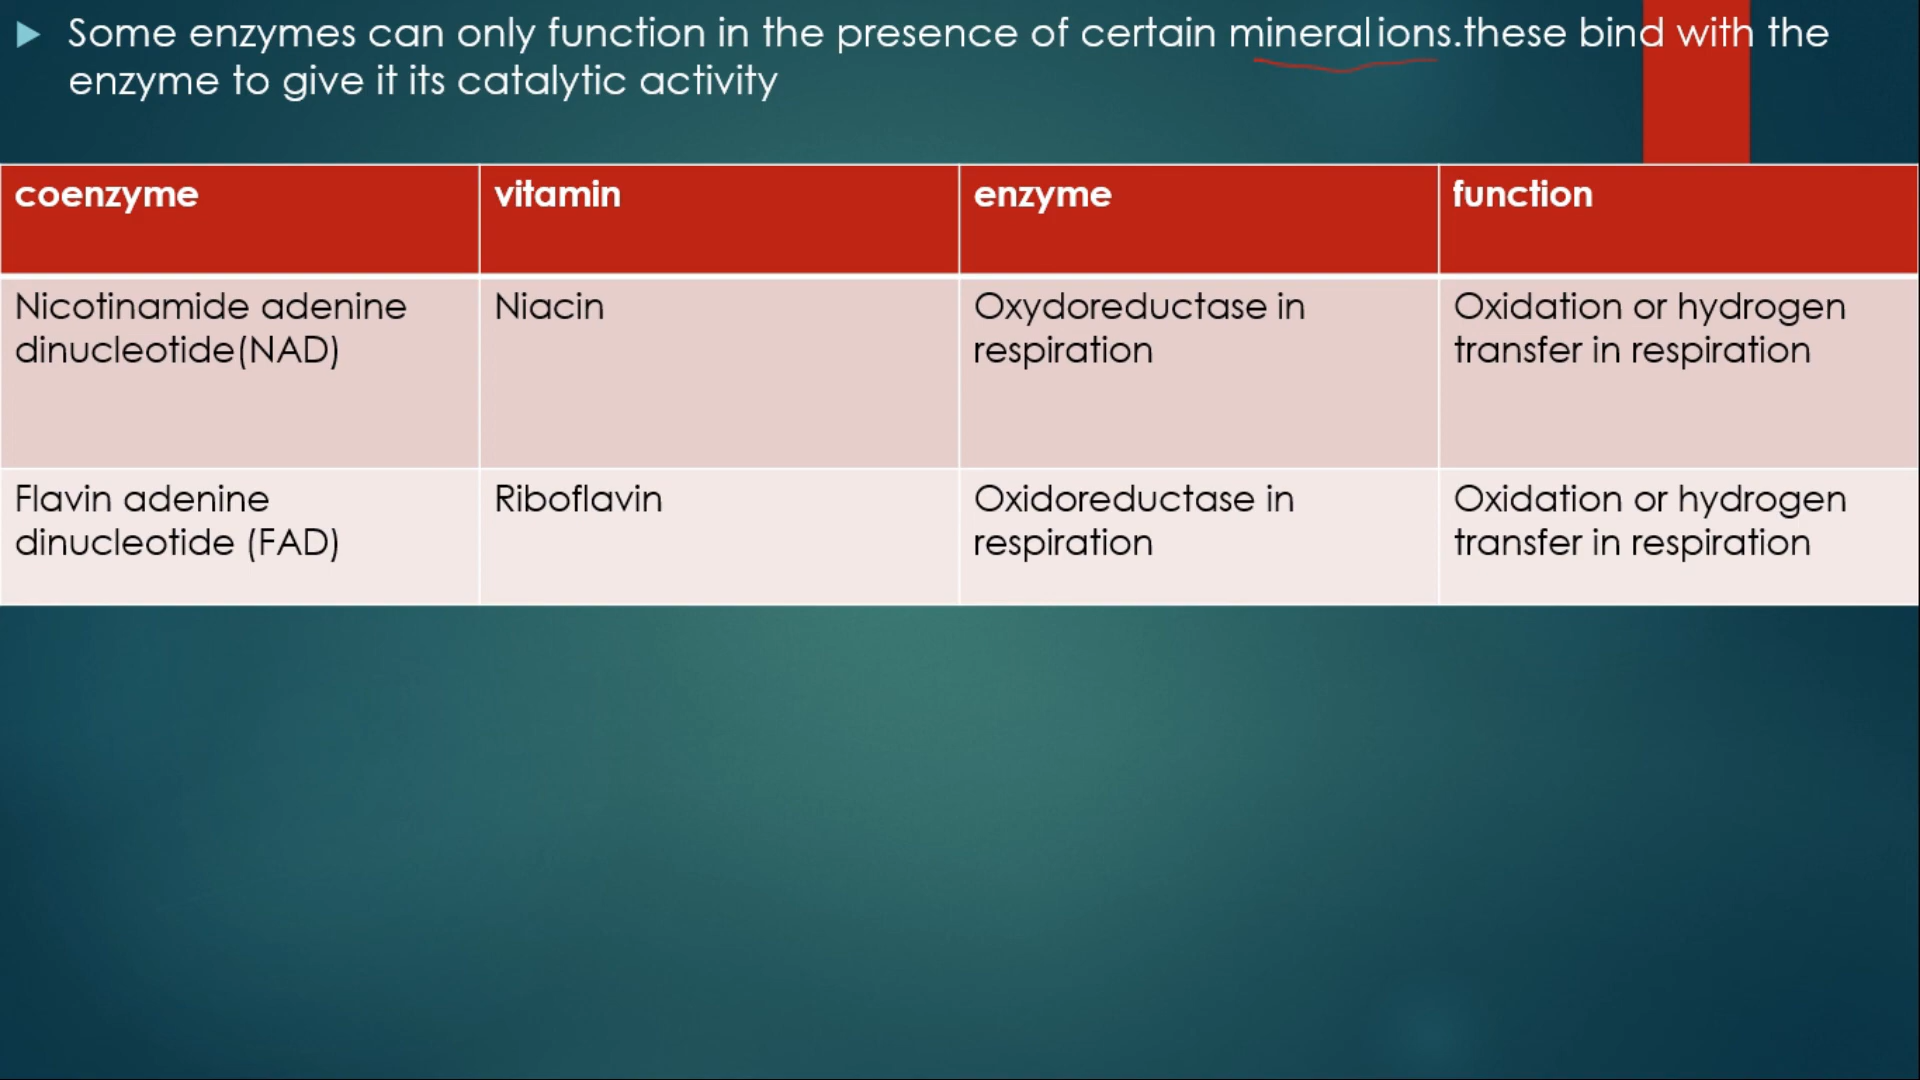 Some enzymes can only function in the presence of certain mineral ions.these bind with the
enzyme to give it its catalytic activity
coenzyme
vitamin
enzyme
function
Nicotinamide adenine
dinucleotide(NAD)
Niacin
Oxydoreductase in
respiration
Oxidation or hydrogen
transfer in respiration
Flavin adenine
dinucleotide (FAD)
Riboflavin
Oxidoreductase in
respiration
Oxidation or hydrogen
transfer in respiration